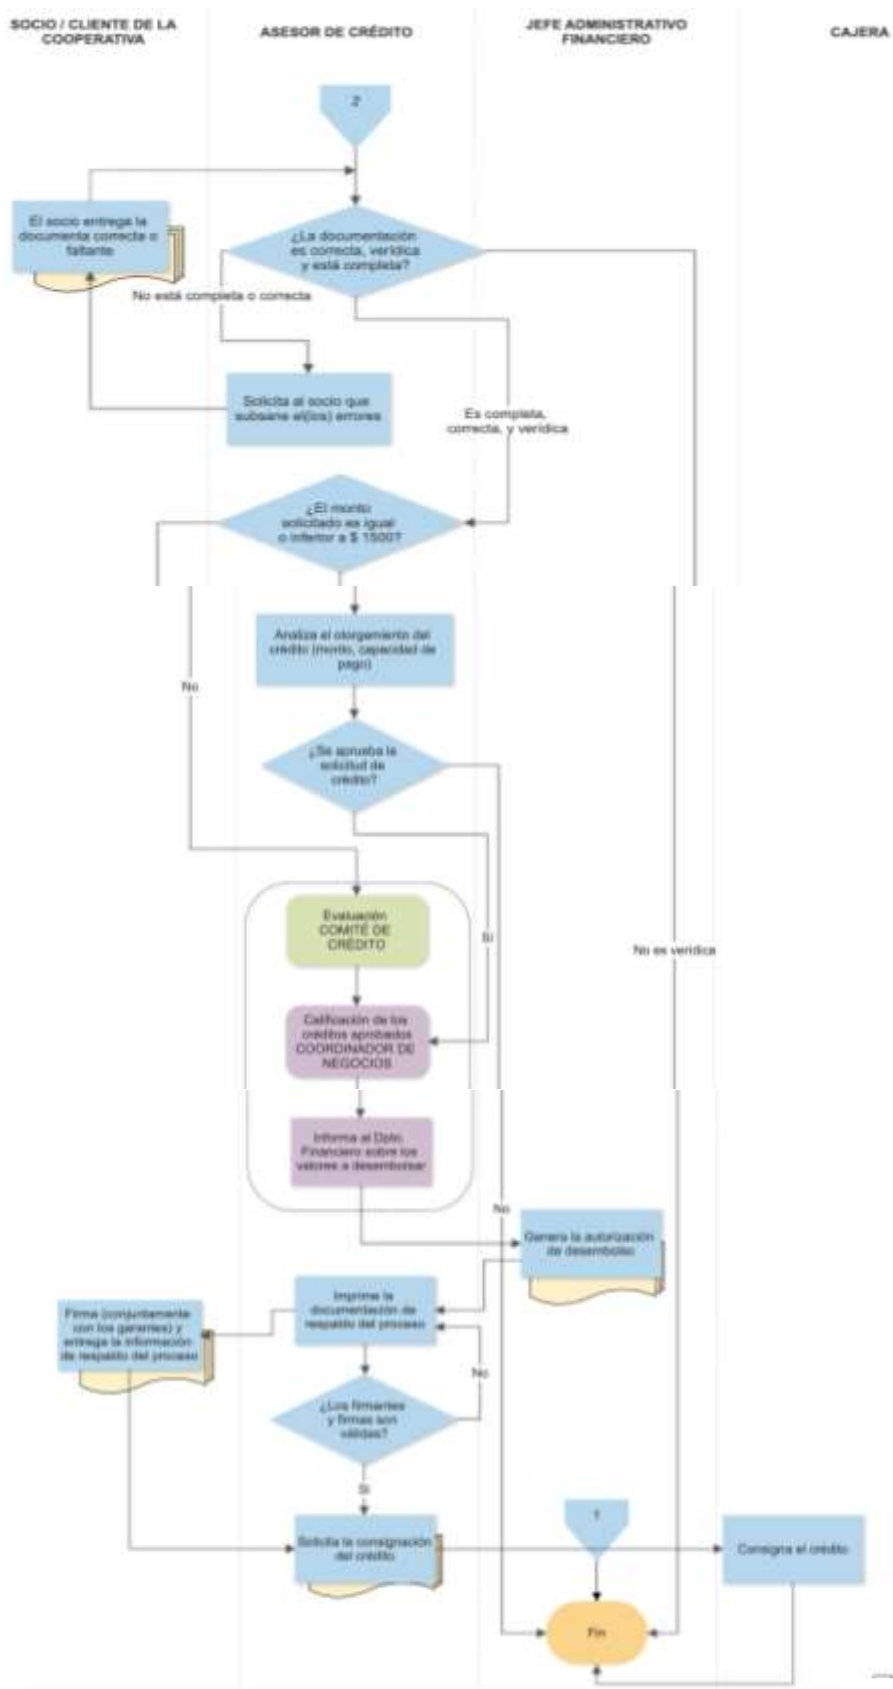 SOCIO / CLIENTE DE LA
COOPERATIVA
ASESOR DE CRÉDITO
JEFE ADMINISTRATIVO
FINANCIERO
CAJERA
2
El socio entrega la
documenta correcta o
faltante
¿La documentación
es correcta, verídica
y está completa?
No está completa o correcta
Solicita al socio que
subsane el(los) errores
Es completa,
correcta, y verídica
¿El monto
solicitado es igual
o inferior a $ 1500?
Analiza el otorgamiento del
crédito (monto, capacidad de
pago)
No
¿Se aprueba la
solicitud de
crédito?
Evaluación
COMITÉ DE
CRÉDITO
Si
No es verídica
Calificación de los
créditos aprobados
COORDINADOR DE
NEGOCIOS
Informa al Dpto.
Financiero sobre los
valores a desembolsar
No
Genera la autorización
de desembolso
Imprime la
documentación de
respaldo del proceso
Firma (conjuntamente
con los garantes) y
entrega la información
de respaldo del proceso
No
¿Los firmantes
y firmas son
válidas?
Si
1
Solicita la consignación
del crédito
Consigna el crédito
Fin